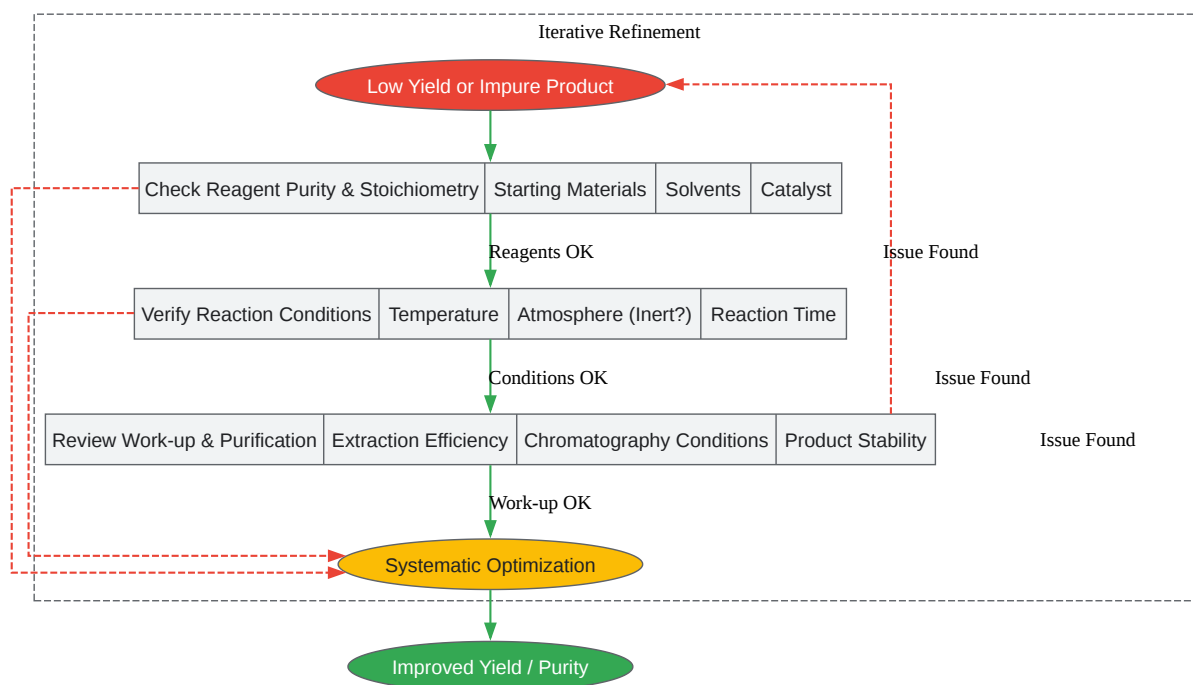 Iterative Refinement
Low Yield or Impure Product
Check Reagent Purity & Stoichiometry
Starting Materials
Solvents
Catalyst
Reagents OK
Issue Found
Verify Reaction Conditions
Temperature
Atmosphere (Inert?)
Reaction Time
Conditions OK
Issue Found
Review Work-up & Purification
Extraction Efficiency
Chromatography Conditions
Product Stability
Issue Found
Work-up OK
Systematic Optimization
Improved Yield / Purity